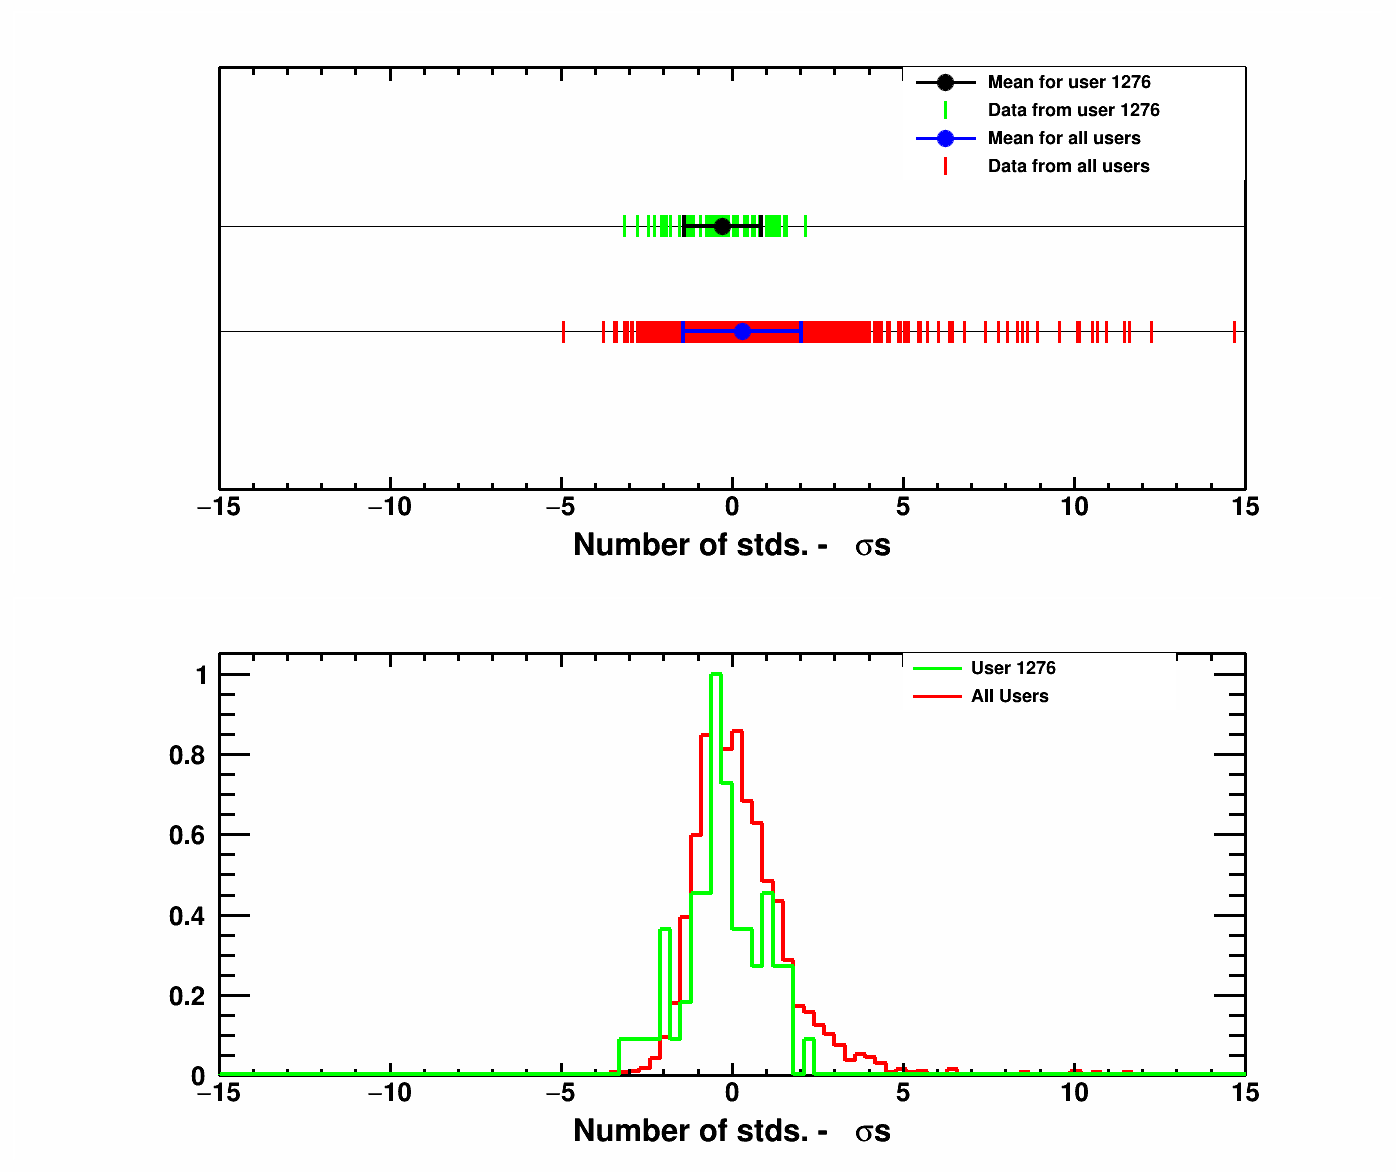 Mean for user 1276
Data from user 1276
Mean for all users
Data from all users
−15 −10 −5 0 5 10 15
Number of stds. - σs
User 1276
All Users
1
0.8
0.6
0.4
0.2
0
−15 −10 −5 0 5 10 15
Number of stds. - σs